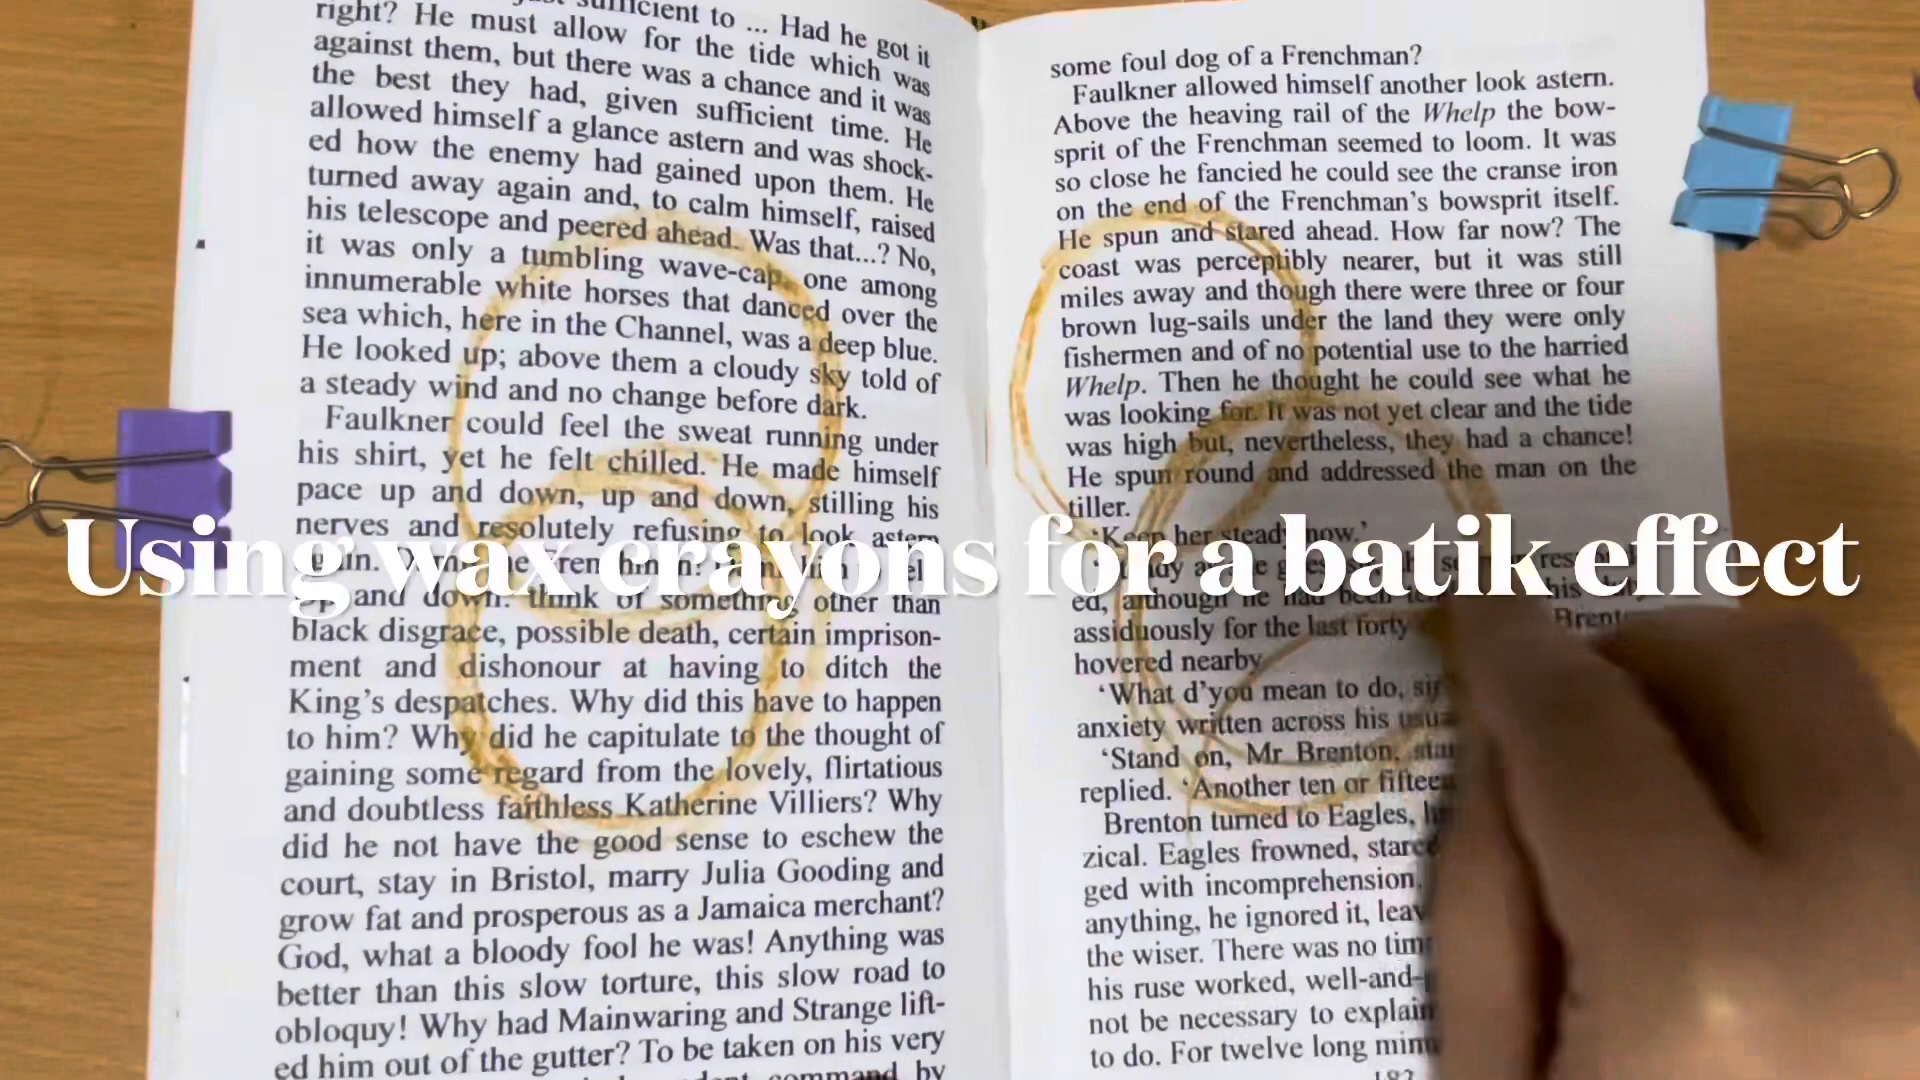 sufficient to ... Had he got it
right? He must allow for the tide which was
against them, but there was a chance and it was
the best they had, given sufficient time. He
allowed himself a glance astern and was shock-
ed how the enemy had gained upon them. He
turned away again and, to calm himself, raised
his telescope and peered ahead. Was that...? No,
it was only a tumbling wave-cap, one among
innumerable white horses that danced over the
sea which, here in the Channel, was a deep blue.
He looked up; above them a cloudy sky told of
a steady wind and no change before dark.
Faulkner could feel the sweat running under
his shirt, yet he felt chilled. He made himself
pace up and down, up and down, stilling his
nerves and resolutely refusing to look astern
and down: think of something other than
black disgrace, possible death, certain imprison-
ment and dishonour at having to ditch the
King's despatches. Why did this have to happen
to him? Why did he capitulate to the thought of
gaining some regard from the lovely, flirtatious
and doubtless faithless Katherine Villiers? Why
did he not have the good sense to eschew the
court, stay in Bristol, marry Julia Gooding and
grow fat and prosperous as a Jamaica merchant?
God, what a bloody fool he was! Anything was
better than this slow torture, this slow road to
obloquy! Why had Mainwaring and Strange lift-
ed him out of the gutter? To be taken on his very
command by
some foul dog of a Frenchman?
Faulkner allowed himself another look astern.
Above the heaving rail of the Whelp the bow-
sprit of the Frenchman seemed to loom. It was
so close he fancied he could see the cranse iron
on the end of the Frenchman's bowsprit itself.
He spun and stared ahead. How far now? The
coast was perceptibly nearer, but it was still
miles away and though there were three or four
brown lug-sails under the land they were only
fishermen and of no potential use to the harried
Whelp. Then he thought he could see what he
was looking for. It was not yet clear and the tide
was high but, nevertheless, they had a chance!
He spun round and addressed the man on the
tiller.
'Keep her steady now.'
ed, although he had been
assiduously for the last forty Brent
hovered nearby.
'What d'you mean to do, sir
anxiety written across his
'Stand on, Mr Brenton,
replied. 'Another ten or fifteen
Brenton turned to Eagles,
zical. Eagles frowned, stared
ged with incomprehension.
anything, he ignored it,
the wiser. There was no time
his ruse worked, well-and-
not be necessary to explain
to do. For twelve long
187
Using wax crayons for a batik effect